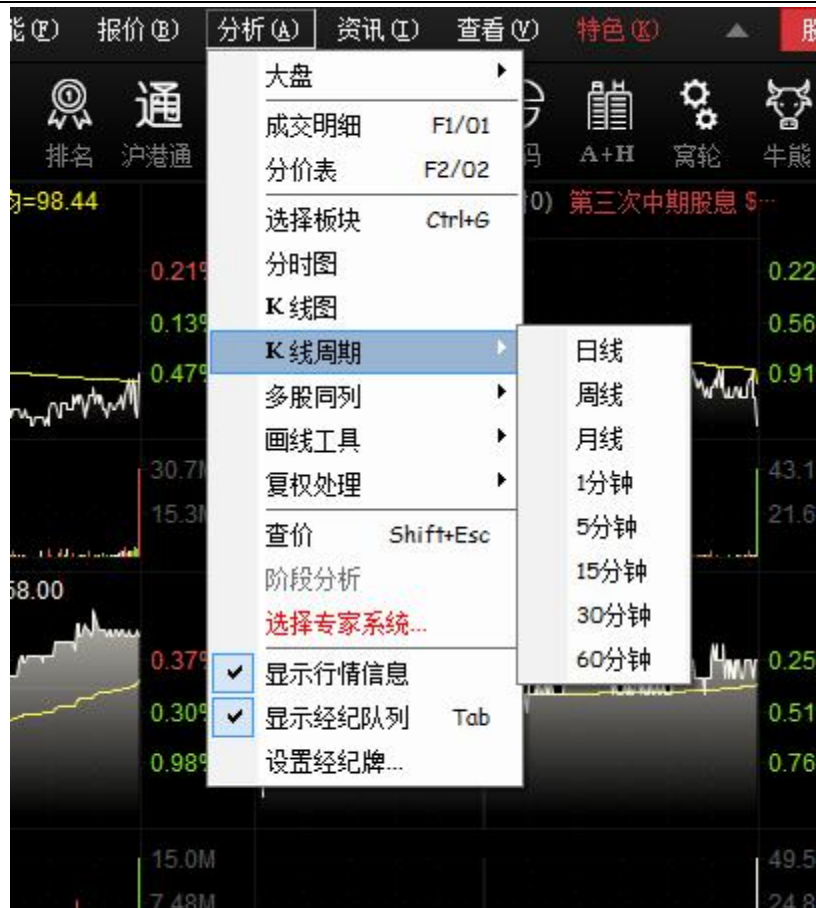 能(F) 报价(B) 分析(A) 资讯(I) 查看(V) 特色(K)
排名 沪港通 A+H 窝轮 牛熊
通
均=98.44
第三次中期股息 $...
0.21%
0.13%
0.47%
30.7M
15.3M
58.00
0.37%
0.30%
0.98%
15.0M
7.48M
大盘
成交明细 F1/01
分价表 F2/02
选择板块 Ctrl+G
分时图
K 线图
K 线周期
多股同列
画线工具
复权处理
查价 Shift+Esc
阶段分析
选择专家系统...
显示行情信息
显示经纪队列 Tab
设置经纪牌...
日线
周线
月线
1分钟
5分钟
15分钟
30分钟
60分钟
0.22
0.56
0.91
43.1
21.6
0.25
0.51
0.76
49.5
24.8